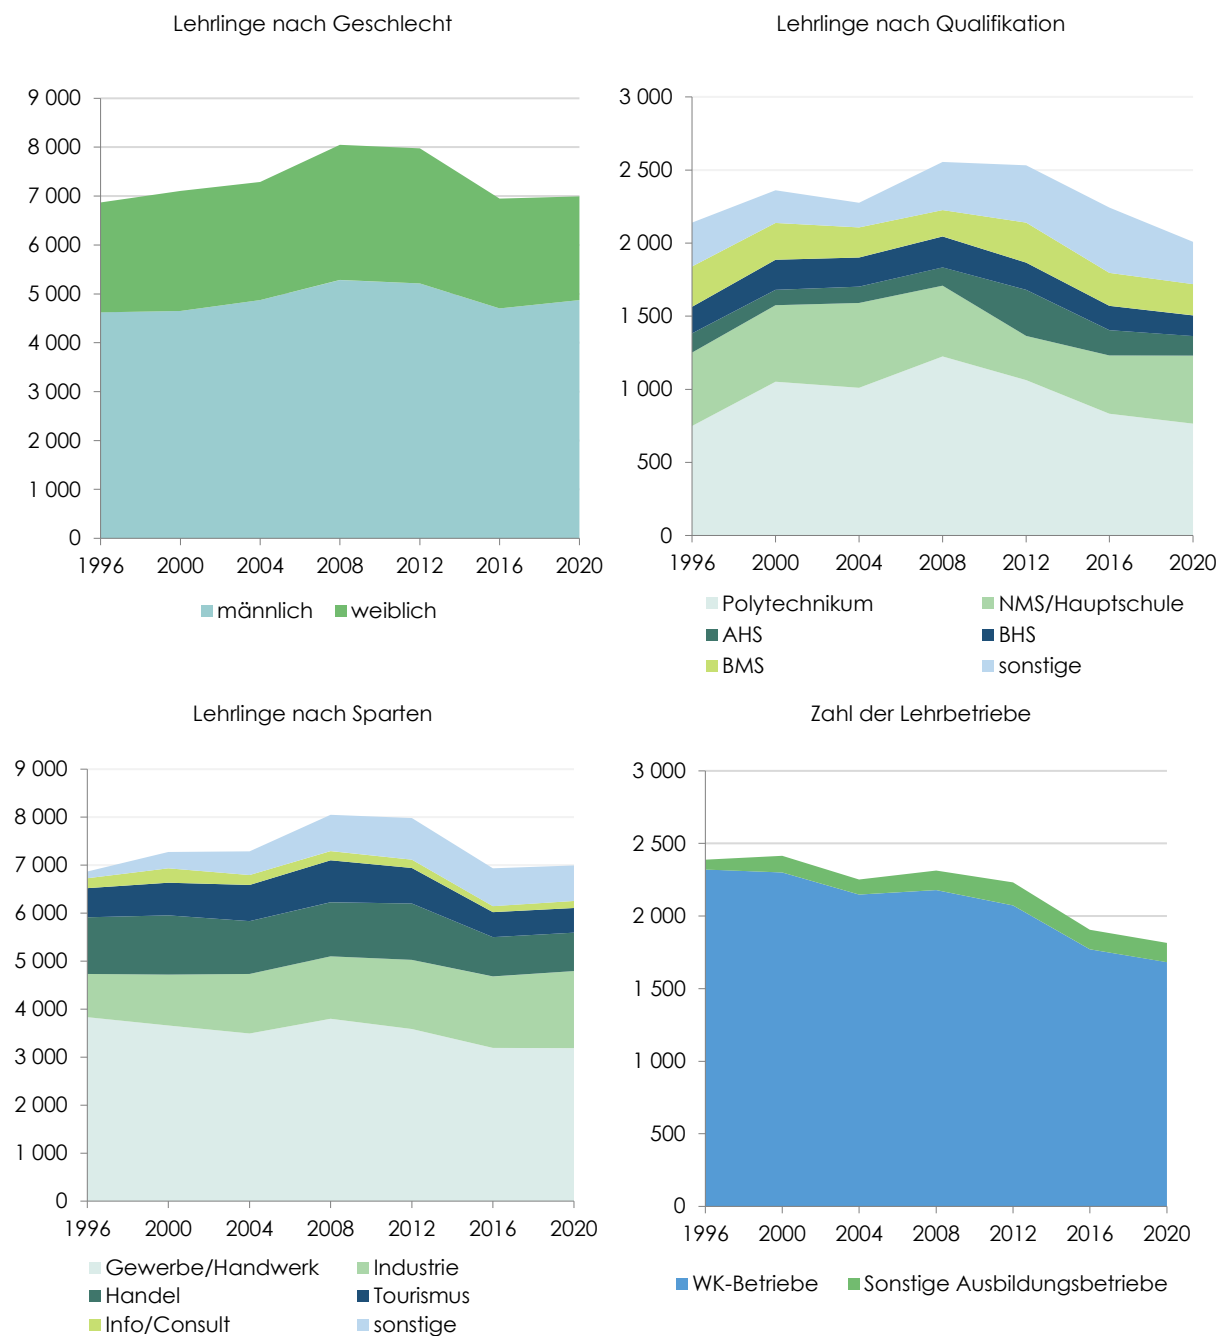 Lehrlinge nach Geschlecht
9 000
8 000
7 000
6 000
5 000
4 000
3 000
2 000
1 000
0
1996 2000 2004 2008 2012 2016 2020
männlich weiblich
Lehrlinge nach Qualifikation
3 000
2 500
2 000
1 500
1 000
500
0
1996 2000 2004 2008 2012 2016 2020
Polytechnikum NMS/Hauptschule
AHS BHS
BMS sonstige
Lehrlinge nach Sparten
9 000
8 000
7 000
6 000
5 000
4 000
3 000
2 000
1 000
0
1996 2000 2004 2008 2012 2016 2020
Gewerbe/Handwerk Industrie
Handel Tourismus
Info/Consult sonstige
Zahl der Lehrbetriebe
3 000
2 500
2 000
1 500
1 000
500
0
1996 2000 2004 2008 2012 2016 2020
WK-Betriebe Sonstige Ausbildungsbetriebe